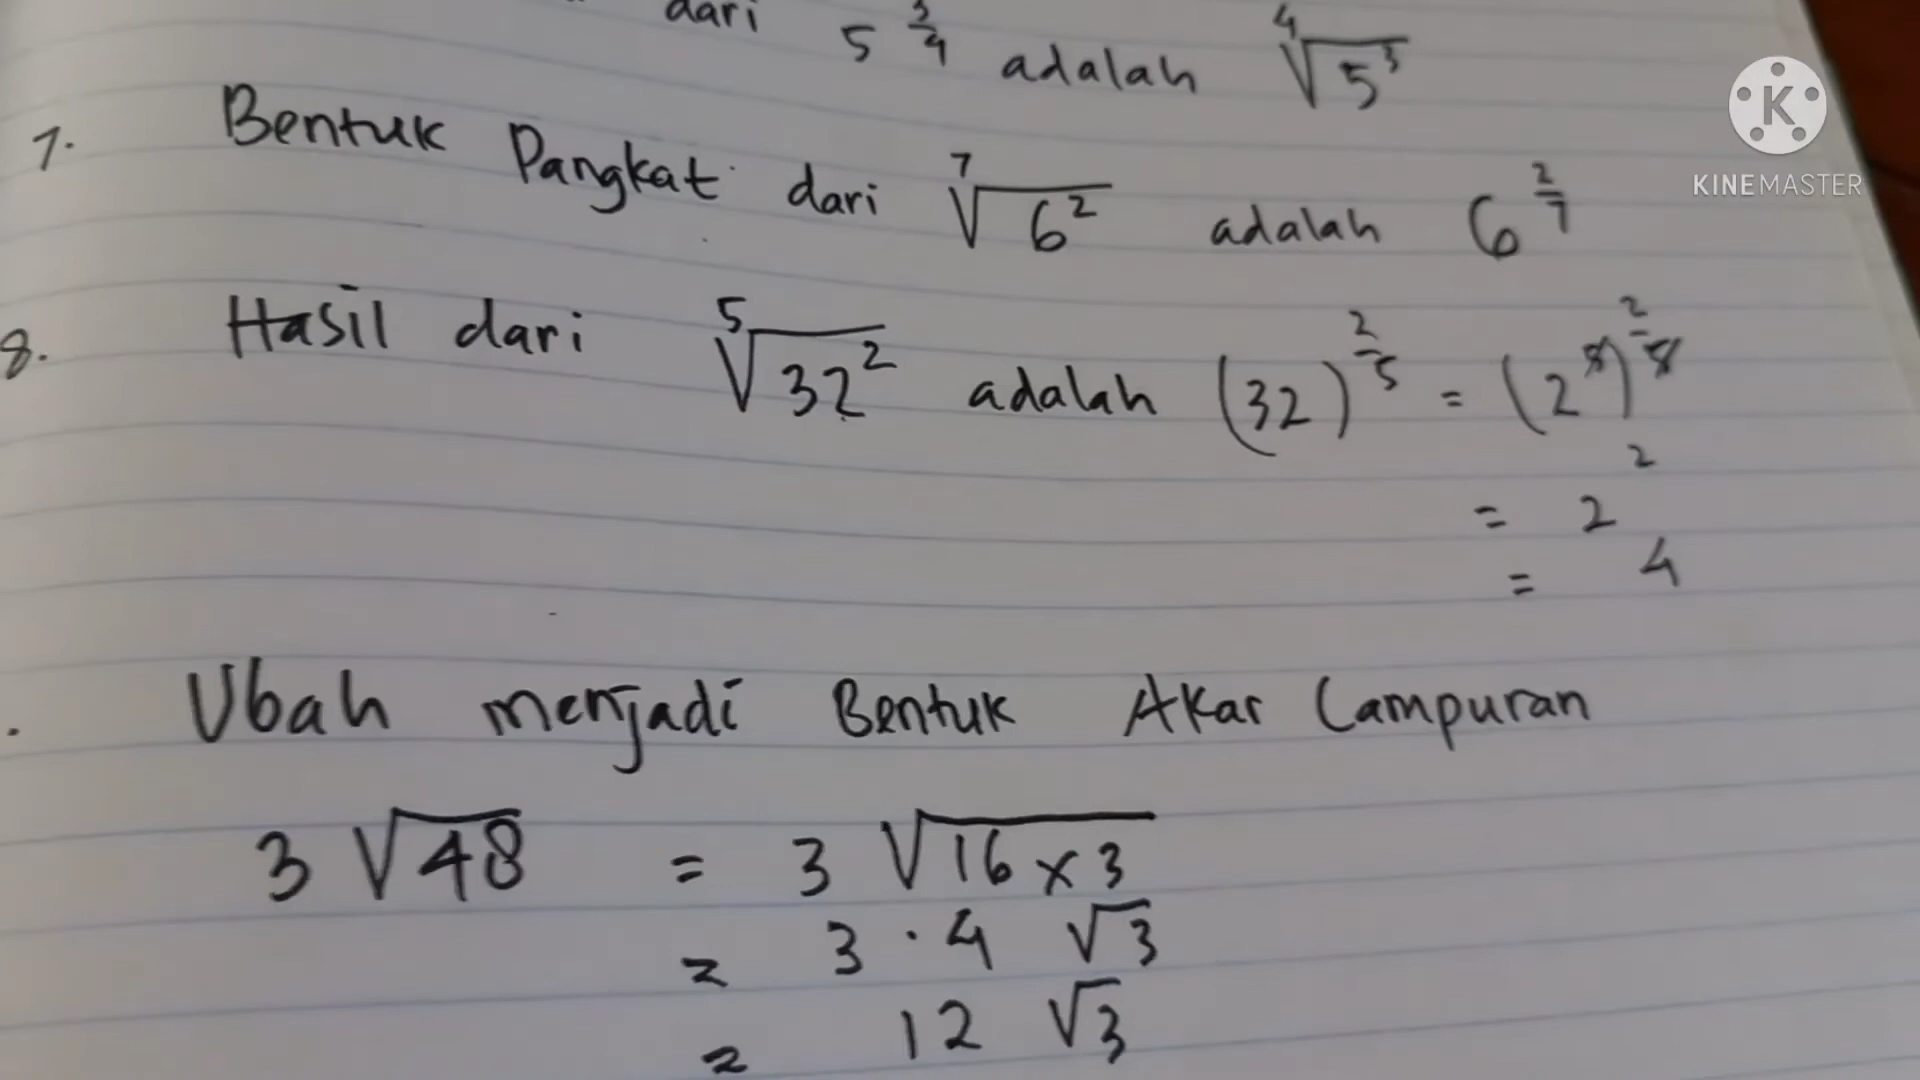 dari 5^(3/4) adalah ⁴√5³
7. Bentuk Pangkat dari ⁷√6² adalah 6^(2/7)
8. Hasil dari ⁵√32² adalah (32)^(2/5) = (2^5)^(2/5)
= 2²
= 4
. Ubah menjadi Bentuk Akar Campuran
3 √48 = 3 √16 x 3
= 3 · 4 √3
= 12 √3
K
KINEMASTER